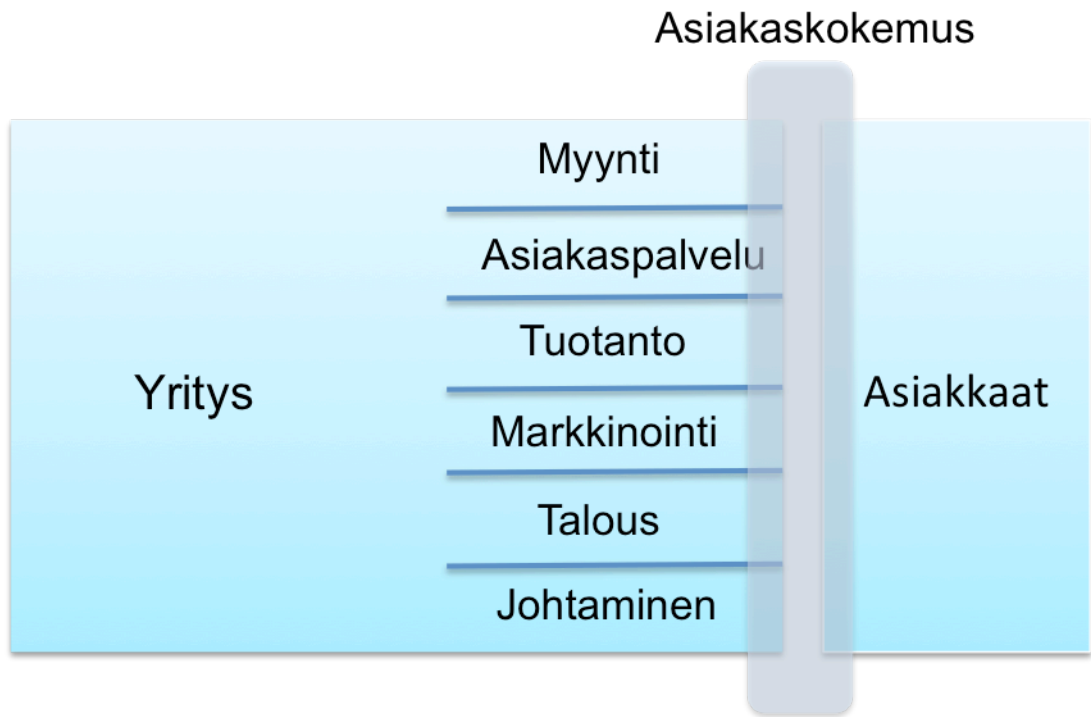 Asiakaskokemus
Myynti
Asiakaspalvelu
Tuotanto
Yritys
Markkinointi
Asiakkaat
Talous
Johtaminen